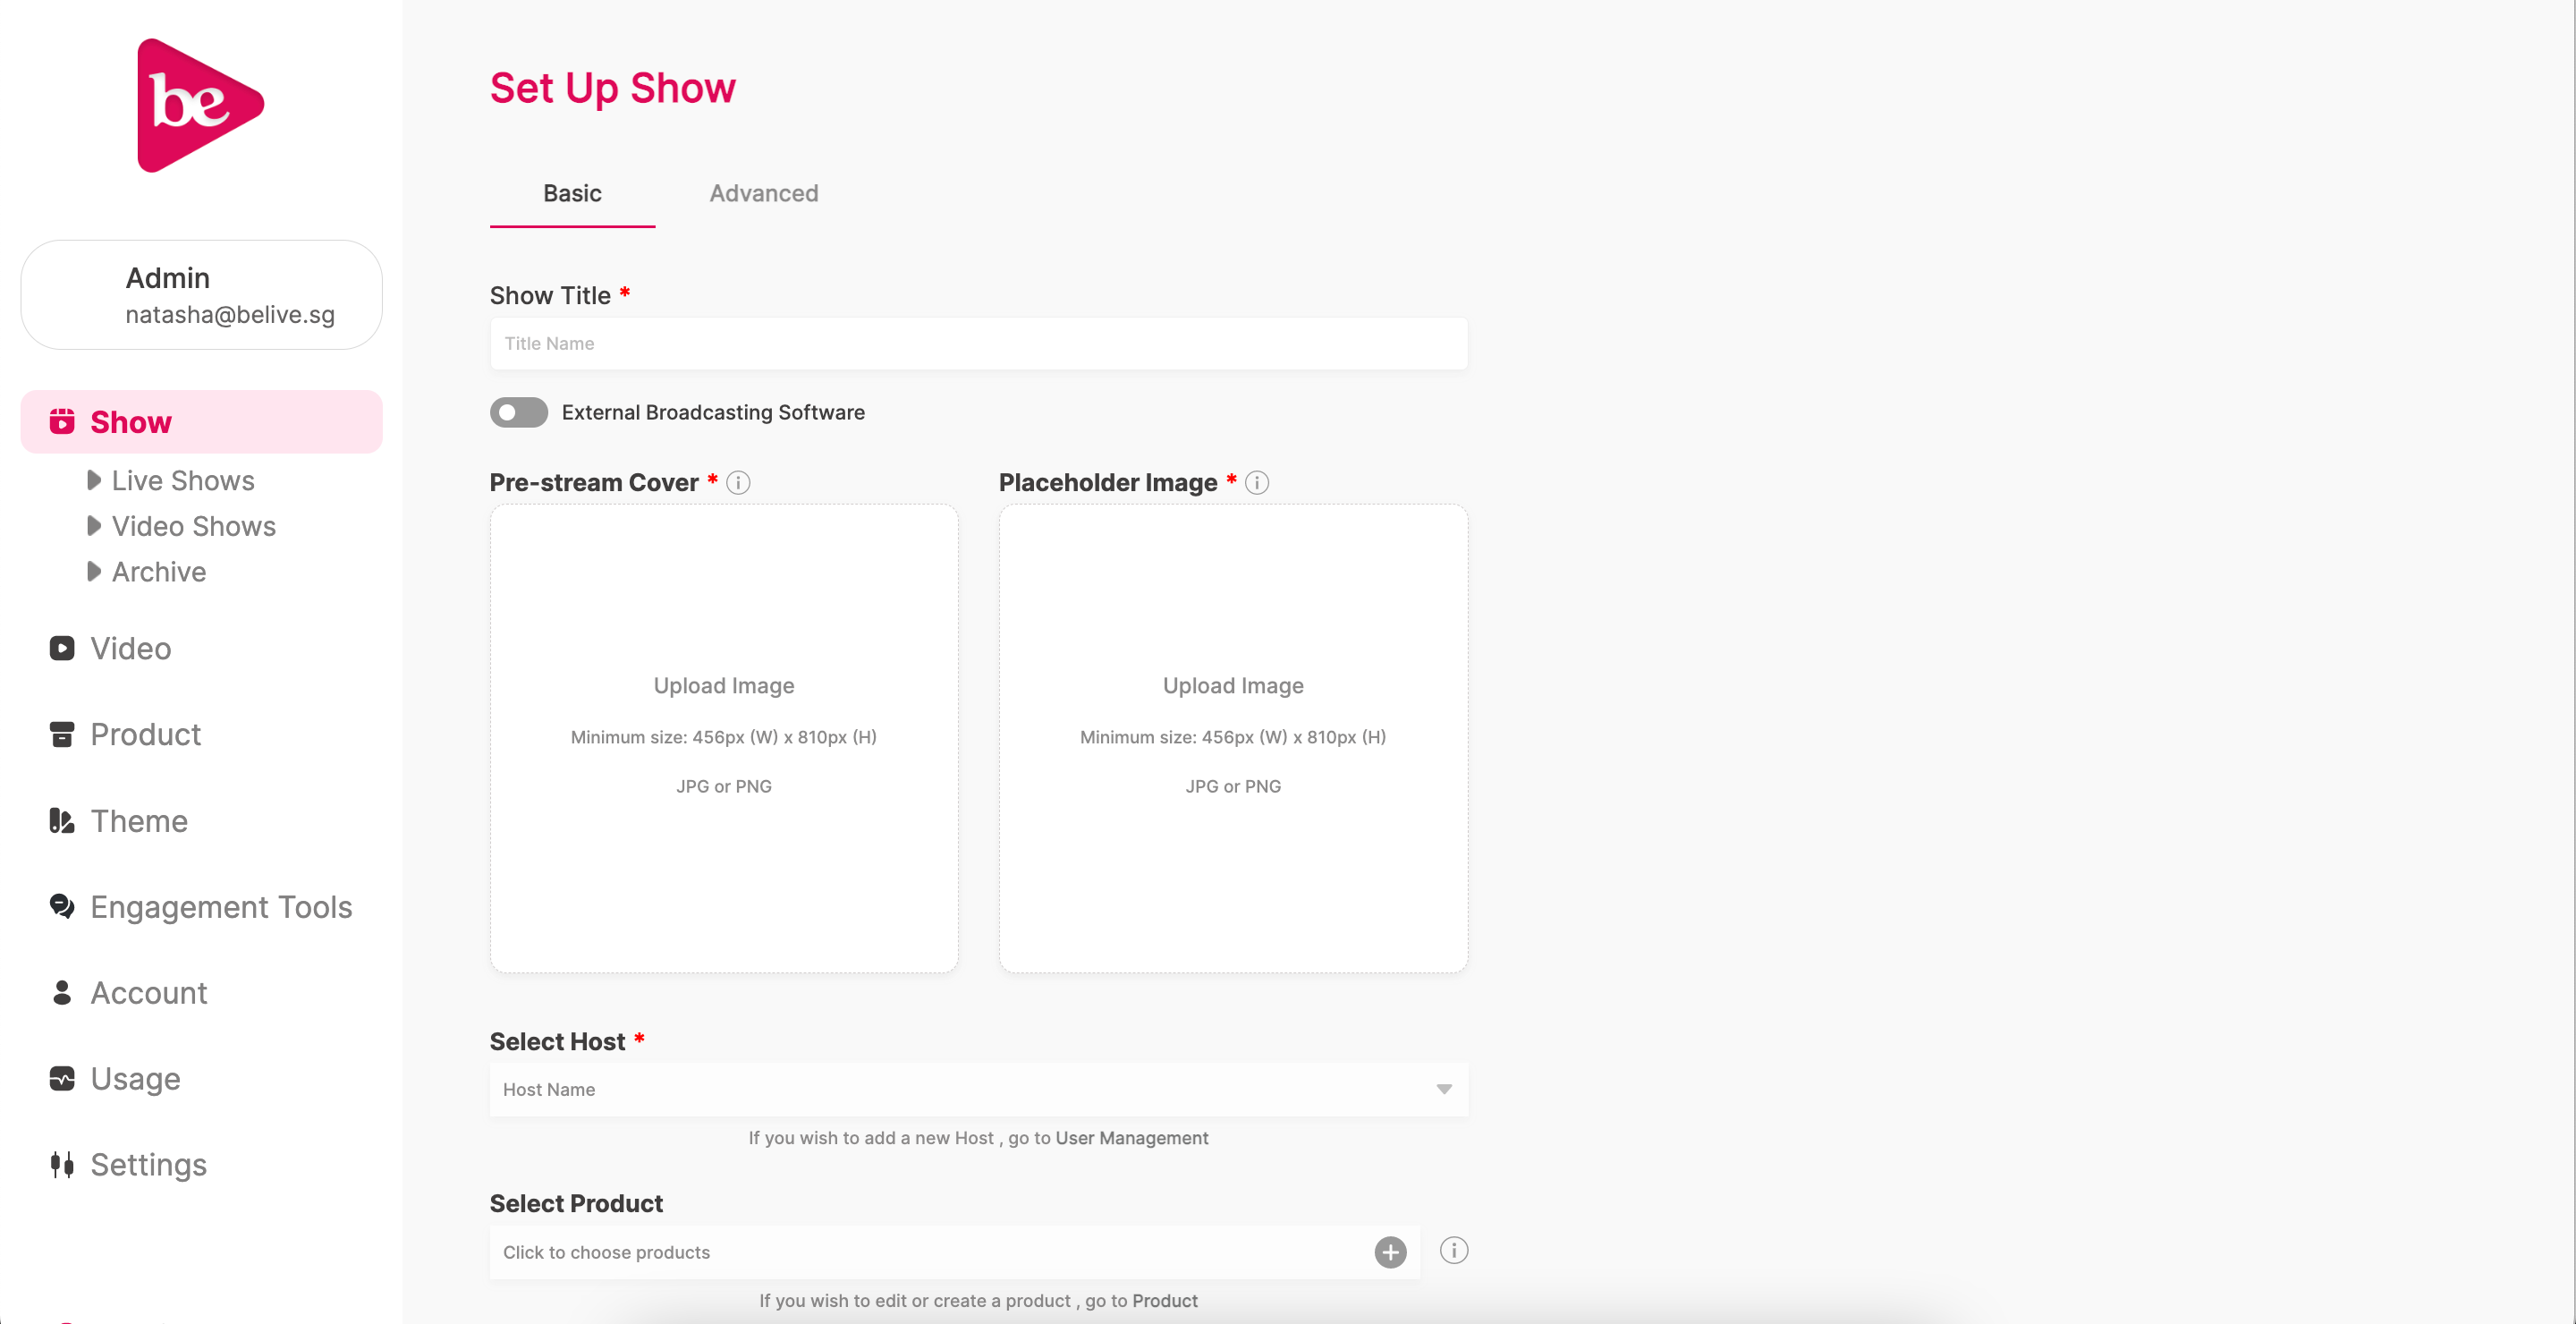 be
Admin
natasha@belive.sg
Show
Live Shows
Video Shows
Archive
Video
Product
Theme
Engagement Tools
Account
Usage
Settings
Set Up Show
Basic Advanced
Show Title *
Title Name
External Broadcasting Software
Pre-stream Cover * Placeholder Image *
Upload Image Upload Image
Minimum size: 456px (W) x 810px (H) Minimum size: 456px (W) x 810px (H)
JPG or PNG JPG or PNG
Select Host *
Host Name
If you wish to add a new Host , go to User Management
Select Product
Click to choose products
If you wish to edit or create a product , go to Product